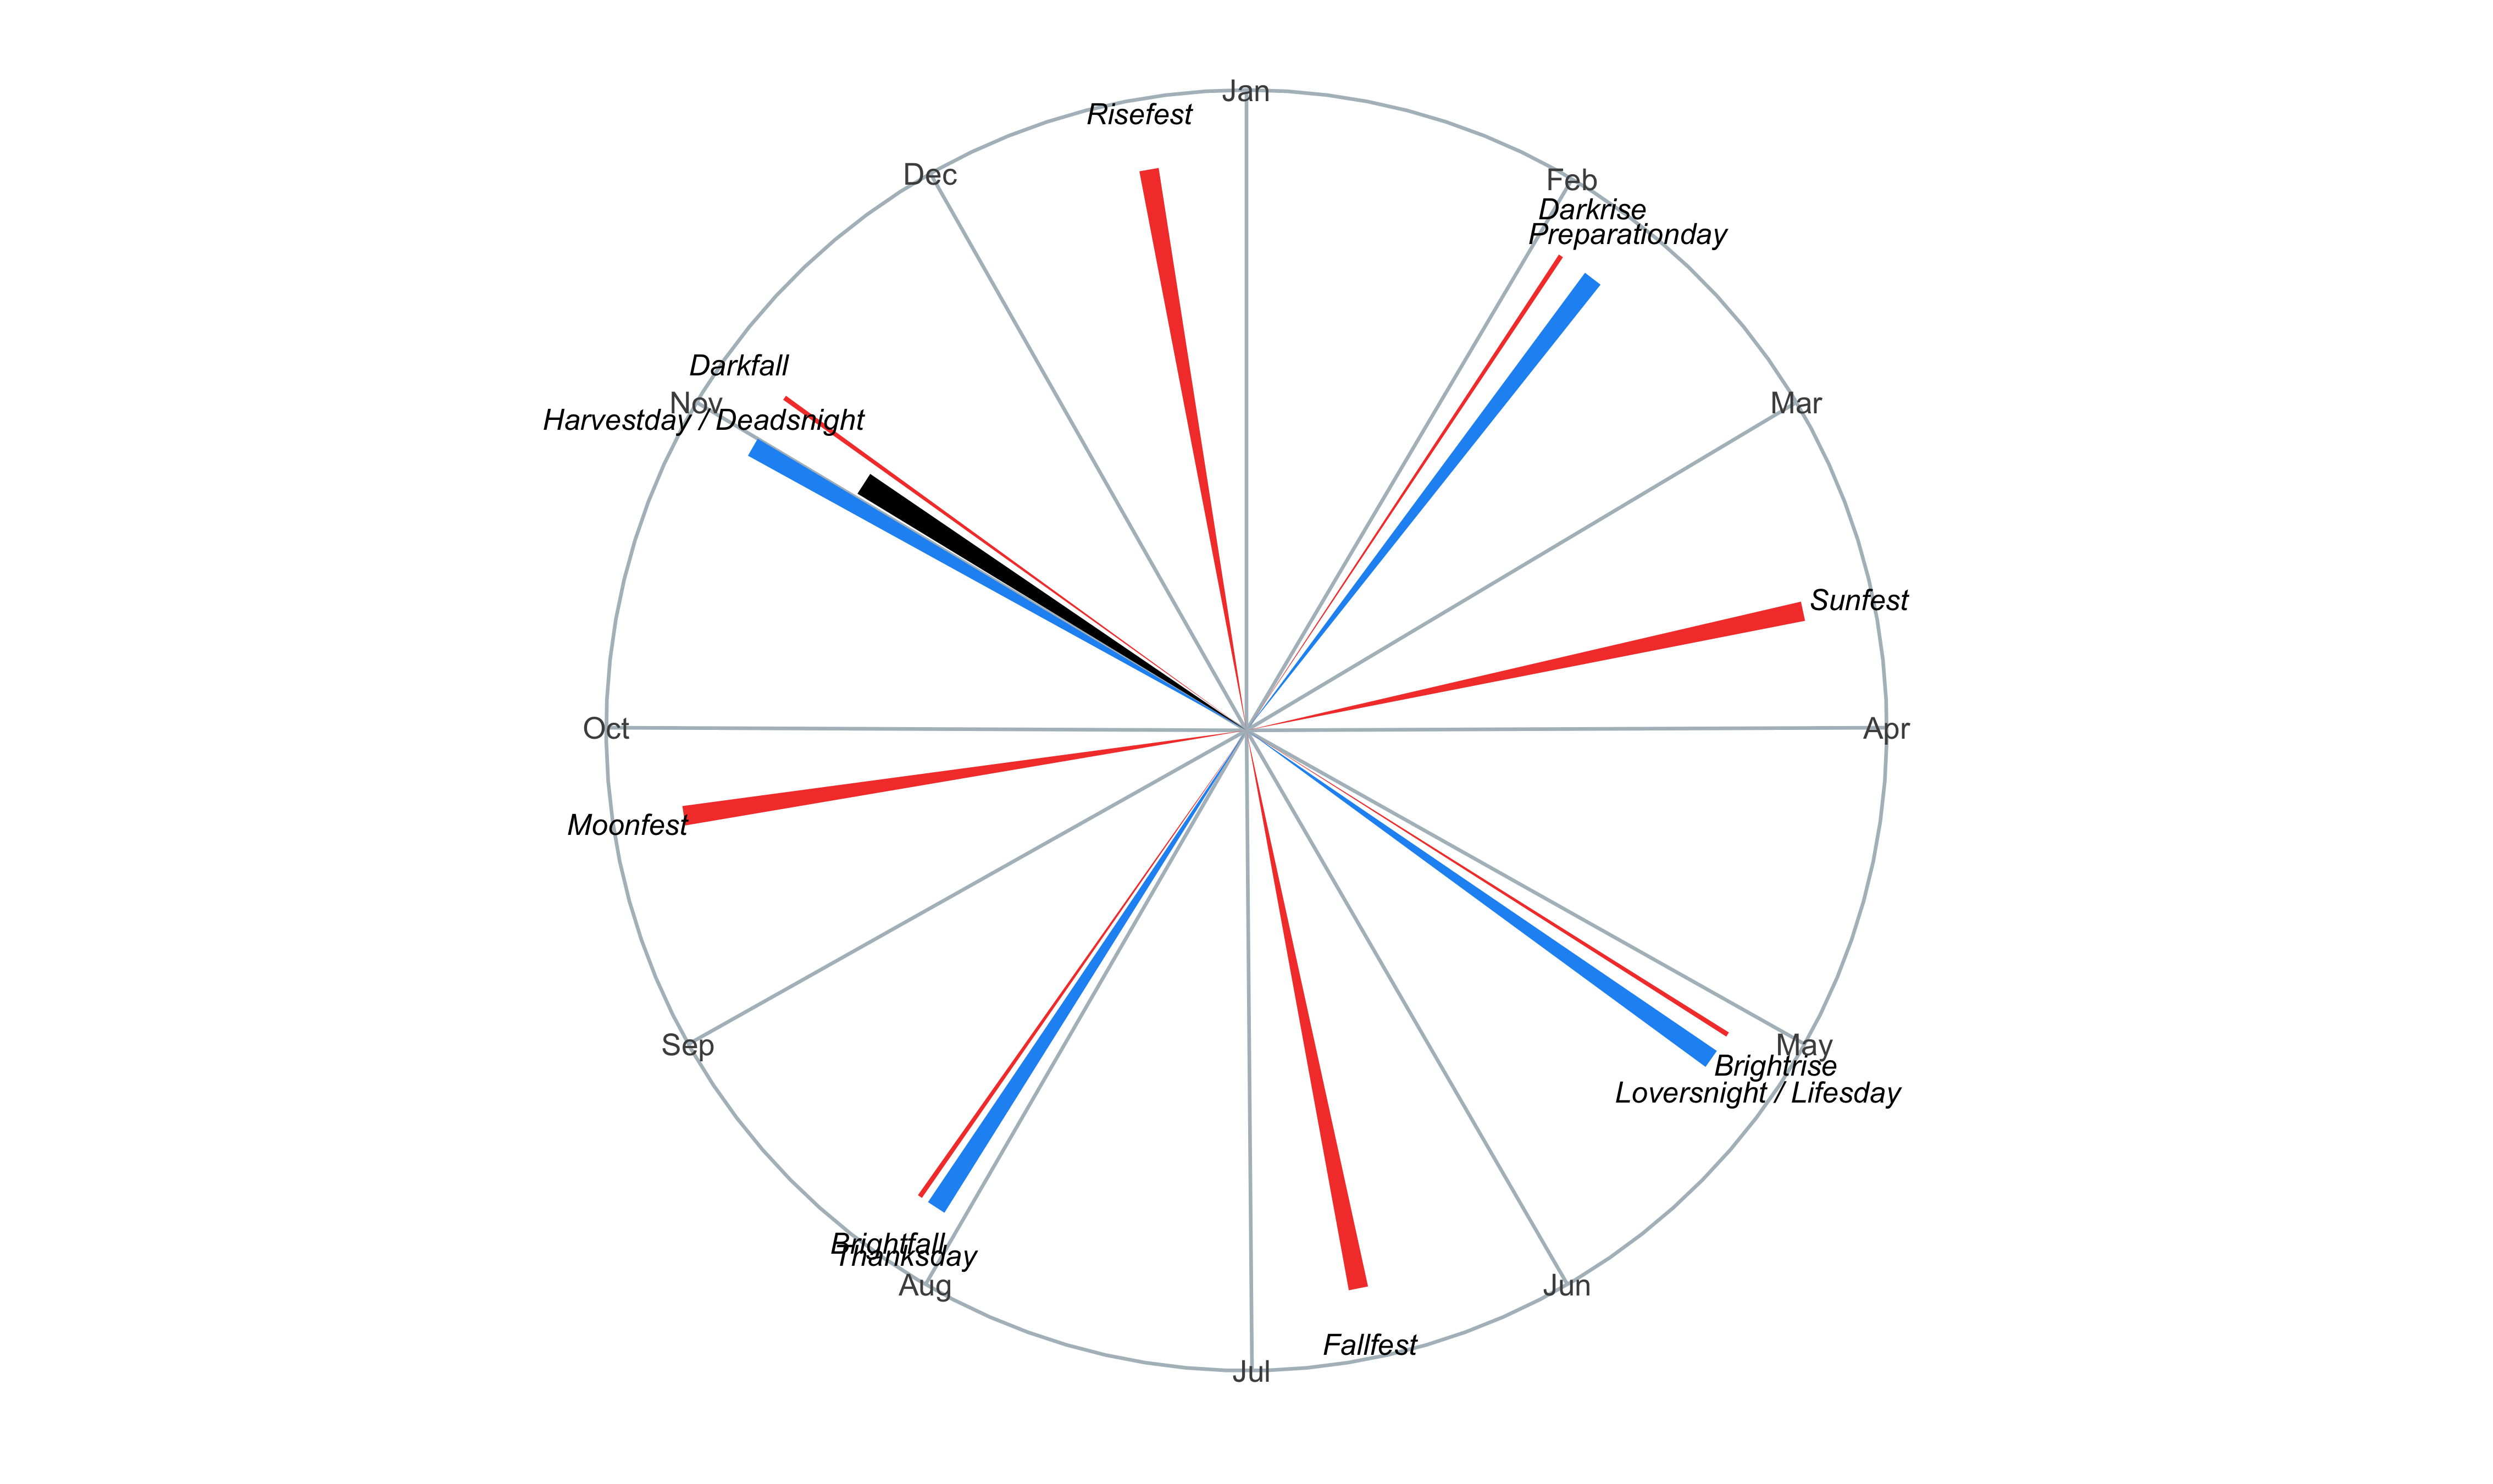 Jan
Risefest
Dec
Feb
Darkrise
Preparationday
Darkfall
Nov
Mar
Harvestday / Deadsnight
Sunfest
Oct
Apr
Moonfest
Sep
May
Brightrise
Loversnight / Lifesday
Brightfall
Thanksday
Aug
Jun
Fallfest
Jul